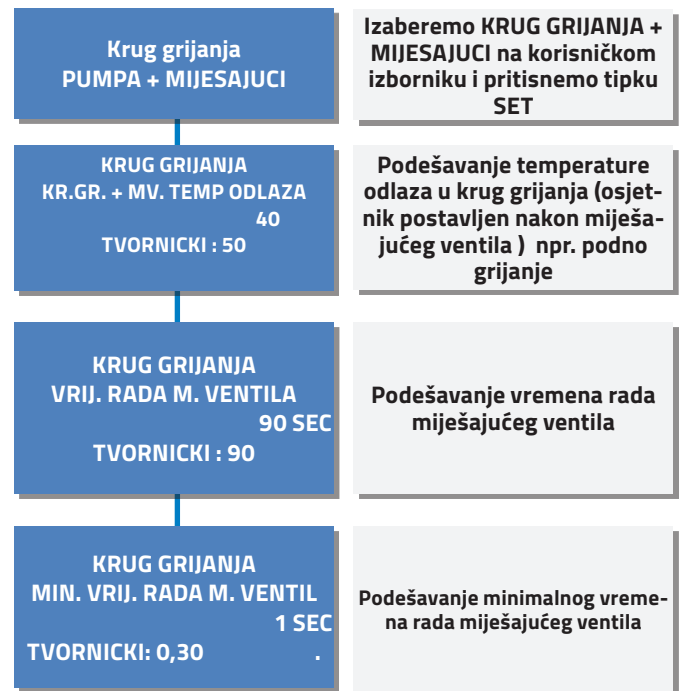 Krug grijanja
PUMPA + MIJESAJUCI
Izaberemo KRUG GRIJANJA +
MIJESAJUCI na korisničkom
izborniku i pritisnemo tipku
SET
KRUG GRIJANJA
KR.GR. + MV. TEMP ODLAZA
40
TVORNICKI : 50
Podešavanje temperature
odlaza u krug grijanja (osjet-
nik postavljen nakon miješa-
jućeg ventila ) npr. podno
grijanje
KRUG GRIJANJA
VRIJ. RADA M. VENTILA
90 SEC
TVORNICKI : 90
Podešavanje vremena rada
miješajućeg ventila
KRUG GRIJANJA
MIN. VRIJ. RADA M. VENTIL
1 SEC
TVORNICKI: 0,30 .
Podešavanje minimalnog vreme-
na rada miješajućeg ventila